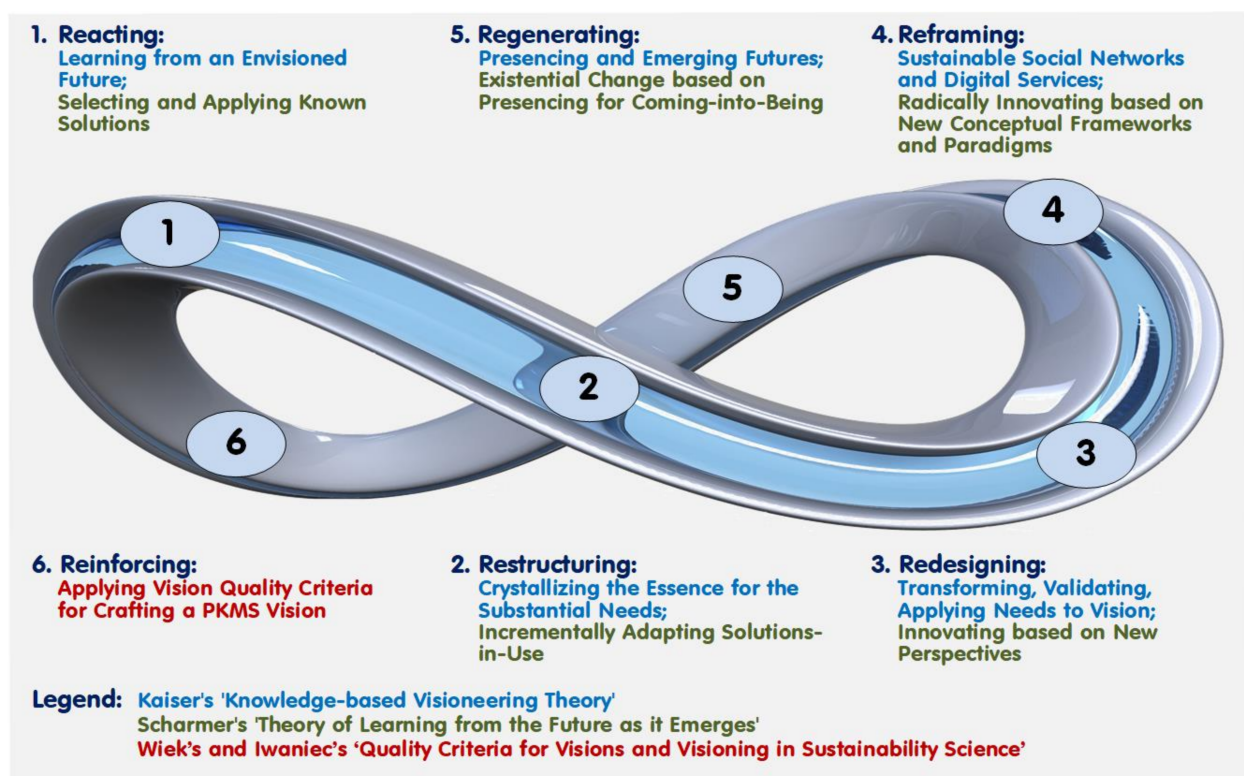 1. Reacting:
Learning from an Envisioned
Future;
Selecting and Applying Known
Solutions
5. Regenerating:
Presencing and Emerging Futures;
Existential Change based on
Presencing for Coming-into-Being
4. Reframing:
Sustainable Social Networks
and Digital Services;
Radically Innovating based on
New Conceptual Frameworks
and Paradigms
1
4
5
2
6
3
6. Reinforcing:
Applying Vision Quality Criteria
for Crafting a PKMS Vision
2. Restructuring:
Crystallizing the Essence for the
Substantial Needs;
Incrementally Adapting Solutions-
in-Use
3. Redesigning:
Transforming, Validating,
Applying Needs to Vision;
Innovating based on New
Perspectives
Legend: Kaiser's 'Knowledge-based Visioneering Theory'
Scharmer's 'Theory of Learning from the Future as it Emerges'
Wiek’s and Iwaniec’s ‘Quality Criteria for Visions and Visioning in Sustainability Science’